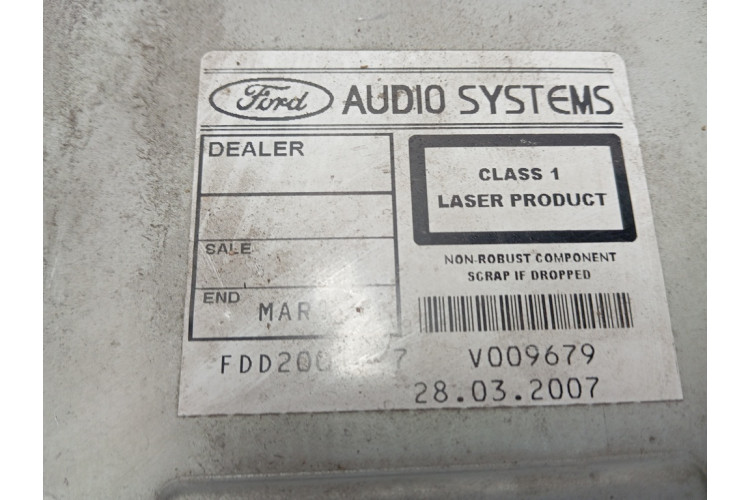 Ford AUDIO SYSTEMS
DEALER
SALE
END
CLASS 1
LASER PRODUCT
NON-ROBUST COMPONENT
SCRAP IF DROPPED
V009679
28.03.2007